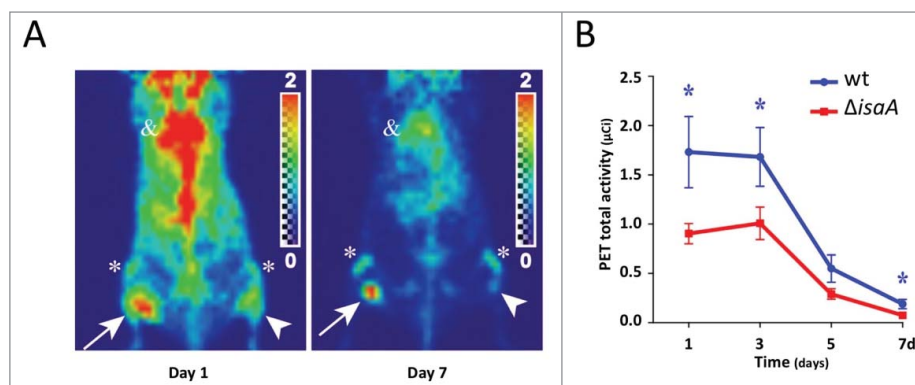 A
&
*
*
2
0
Day 1
&
*
*
2
0
Day 7
B
PET total activity (µCi)
2.5
2.0
1.5
1.0
0.5
0.0
*
*
*
wt
ΔisaA
1 3 5 7d
Time (days)